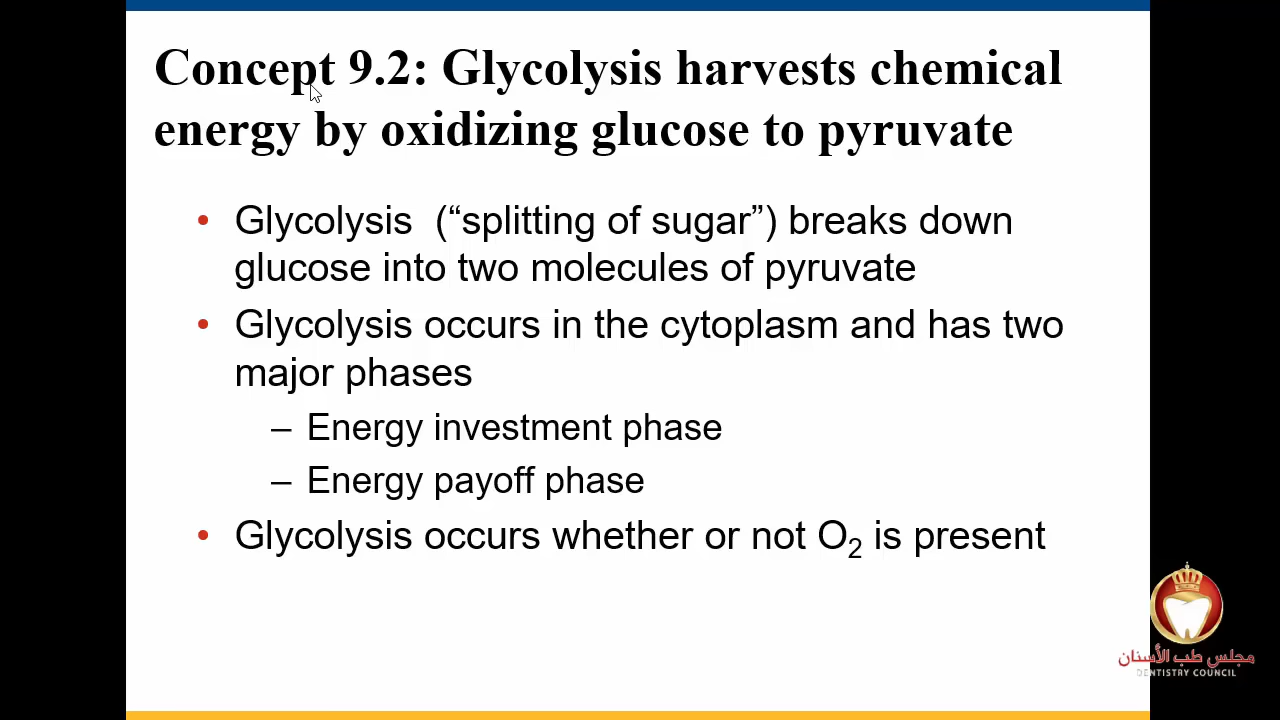 Concept 9.2: Glycolysis harvests chemical
energy by oxidizing glucose to pyruvate
• Glycolysis (“splitting of sugar”) breaks down
glucose into two molecules of pyruvate
• Glycolysis occurs in the cytoplasm and has two
major phases
– Energy investment phase
– Energy payoff phase
• Glycolysis occurs whether or not O₂ is present
مجلس طب الأسنان
DENTISTRY COUNCIL